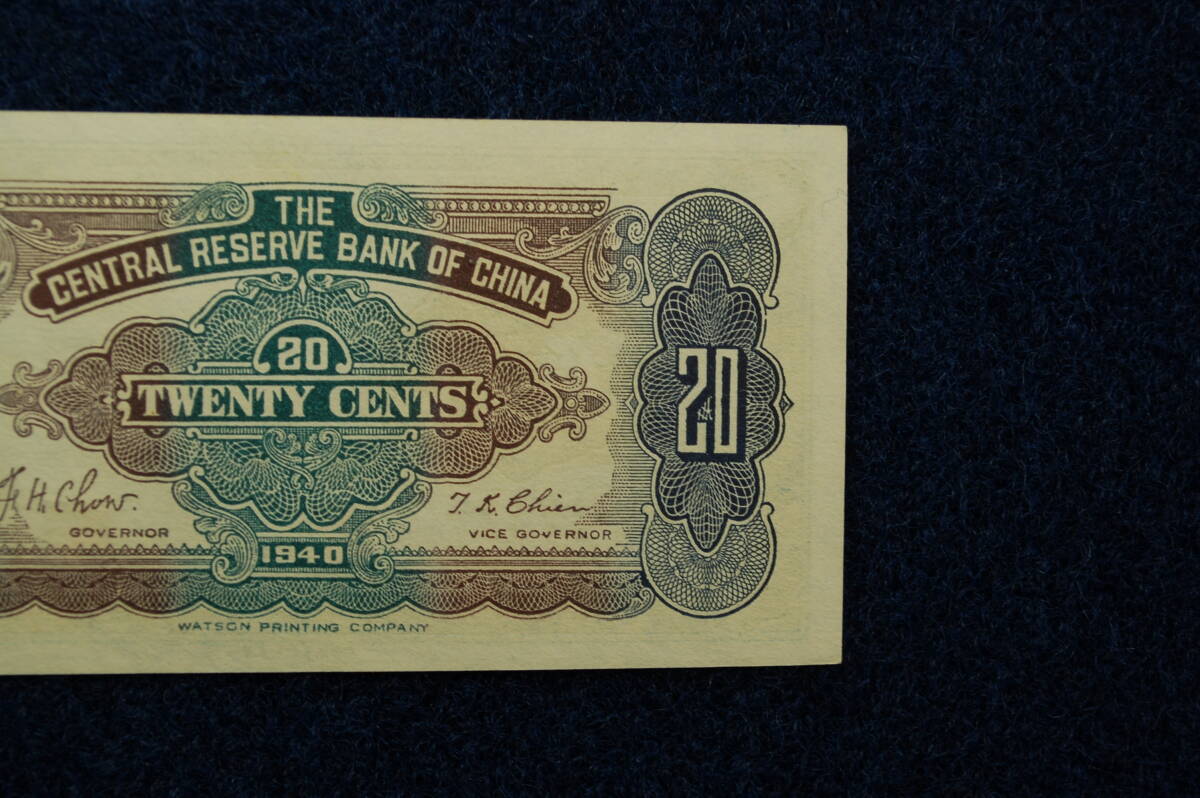 THE
CENTRAL RESERVE BANK OF CHINA
20
TWENTY CENTS
20
H. Chow.
T. K. Chien
GOVERNOR
VICE GOVERNOR
1940
WATSON PRINTING COMPANY